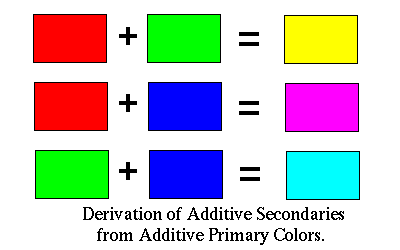 + =
+ =
+ =
Derivation of Additive Secondaries
from Additive Primary Colors.